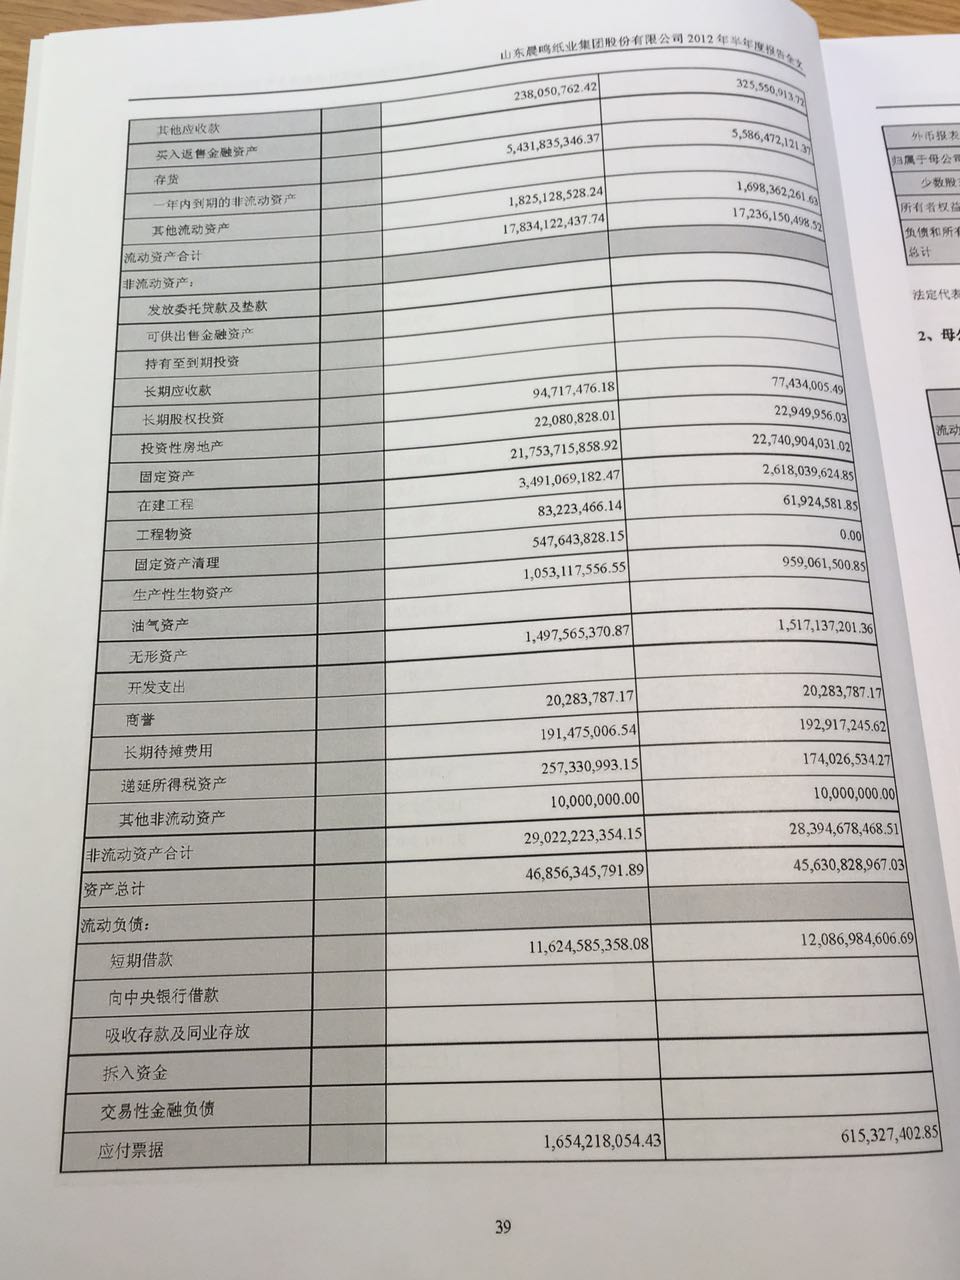 山东晨鸣纸业集团股份有限公司 2012 年半年度报告全文
其他应收款 238,050,762.42 325,550,913.72
买入返售金融资产
存货 5,431,835,346.37 5,586,472,121.37
一年内到期的非流动资产
其他流动资产 1,825,128,528.24 1,698,362,261.63
流动资产合计 17,834,122,437.74 17,236,150,498.52
非流动资产：
发放委托贷款及垫款
可供出售金融资产
持有至到期投资
长期应收款
长期股权投资 94,717,476.18 77,434,005.49
投资性房地产 22,080,828.01 22,949,956.03
固定资产 21,753,715,858.92 22,740,904,031.02
在建工程 3,491,069,182.47 2,618,039,624.85
工程物资 83,223,466.14 61,924,581.85
固定资产清理 547,643,828.15 0.00
生产性生物资产 1,053,117,556.55 959,061,500.85
油气资产
无形资产 1,497,565,370.87 1,517,137,201.36
开发支出
商誉 20,283,787.17 20,283,787.17
长期待摊费用 191,475,006.54 192,917,245.62
递延所得税资产 257,330,993.15 174,026,534.27
其他非流动资产 10,000,000.00 10,000,000.00
非流动资产合计 29,022,223,354.15 28,394,678,468.51
资产总计 46,856,345,791.89 45,630,828,967.03
流动负债：
短期借款 11,624,585,358.08 12,086,984,606.69
向中央银行借款
吸收存款及同业存放
拆入资金
交易性金融负债
应付票据 1,654,218,054.43 615,327,402.85
39
外币报表
归属于母公司
少数股
所有者权益
负债和所有
总计
法定代表
2、母
流动